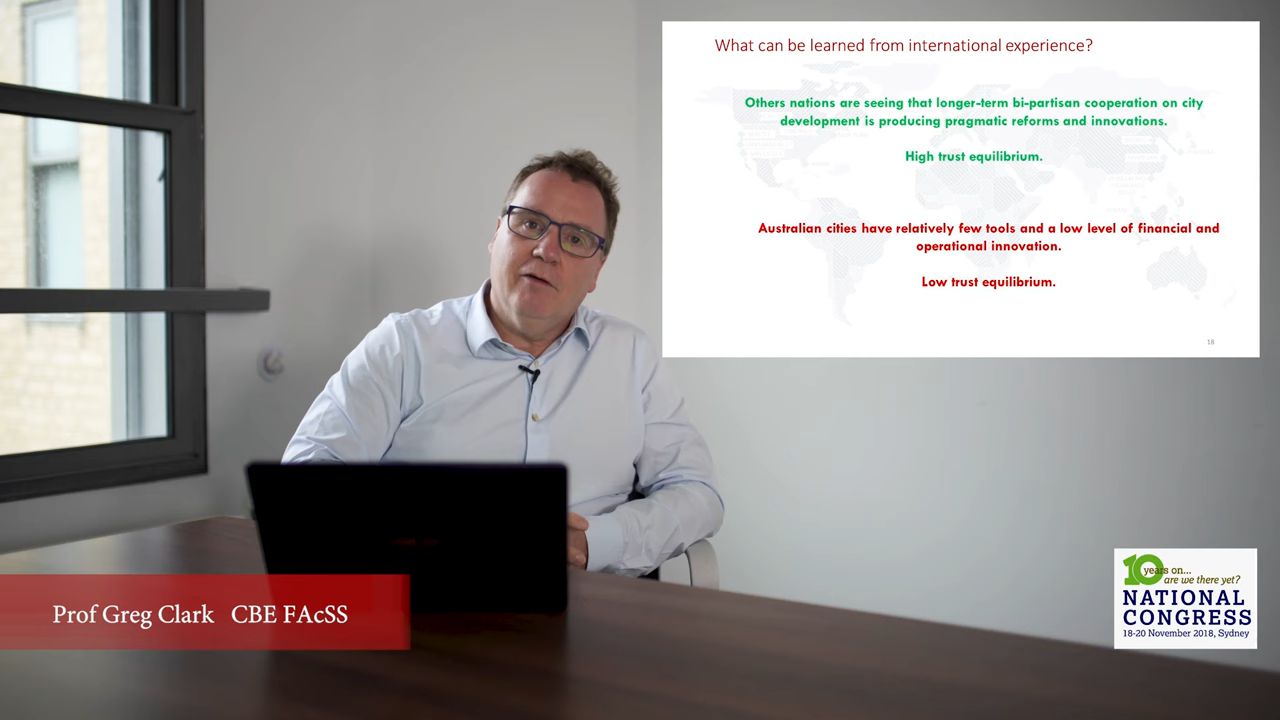 What can be learned from international experience?
Others nations are seeing that longer-term bi-partisan cooperation on city
development is producing pragmatic reforms and innovations.
High trust equilibrium.
Australian cities have relatively few tools and a low level of financial and
operational innovation.
Low trust equilibrium.
18
Prof Greg Clark CBE FAcSS
10 years on...
are we there yet?
NATIONAL
CONGRESS
18-20 November 2018, Sydney